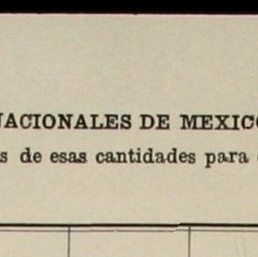 NACIONALES DE MEXICO
s de esas cantidades para